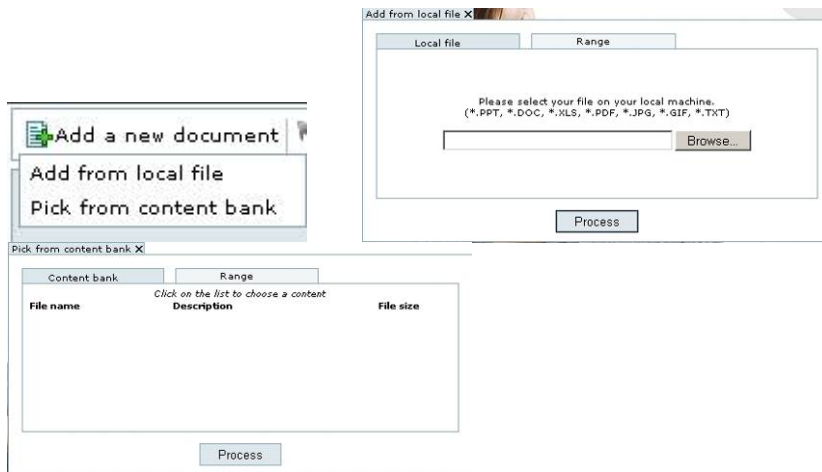 Add from local file X
Local file Range
Please select your file on your local machine.
(*.PPT, *.DOC, *.XLS, *.PDF, *.JPG, *.GIF, *.TXT)
Browse...
Process
Add a new document
Add from local file
Pick from content bank
Pick from content bank X
Content bank Range
Click on the list to choose a content
File name Description File size
Process